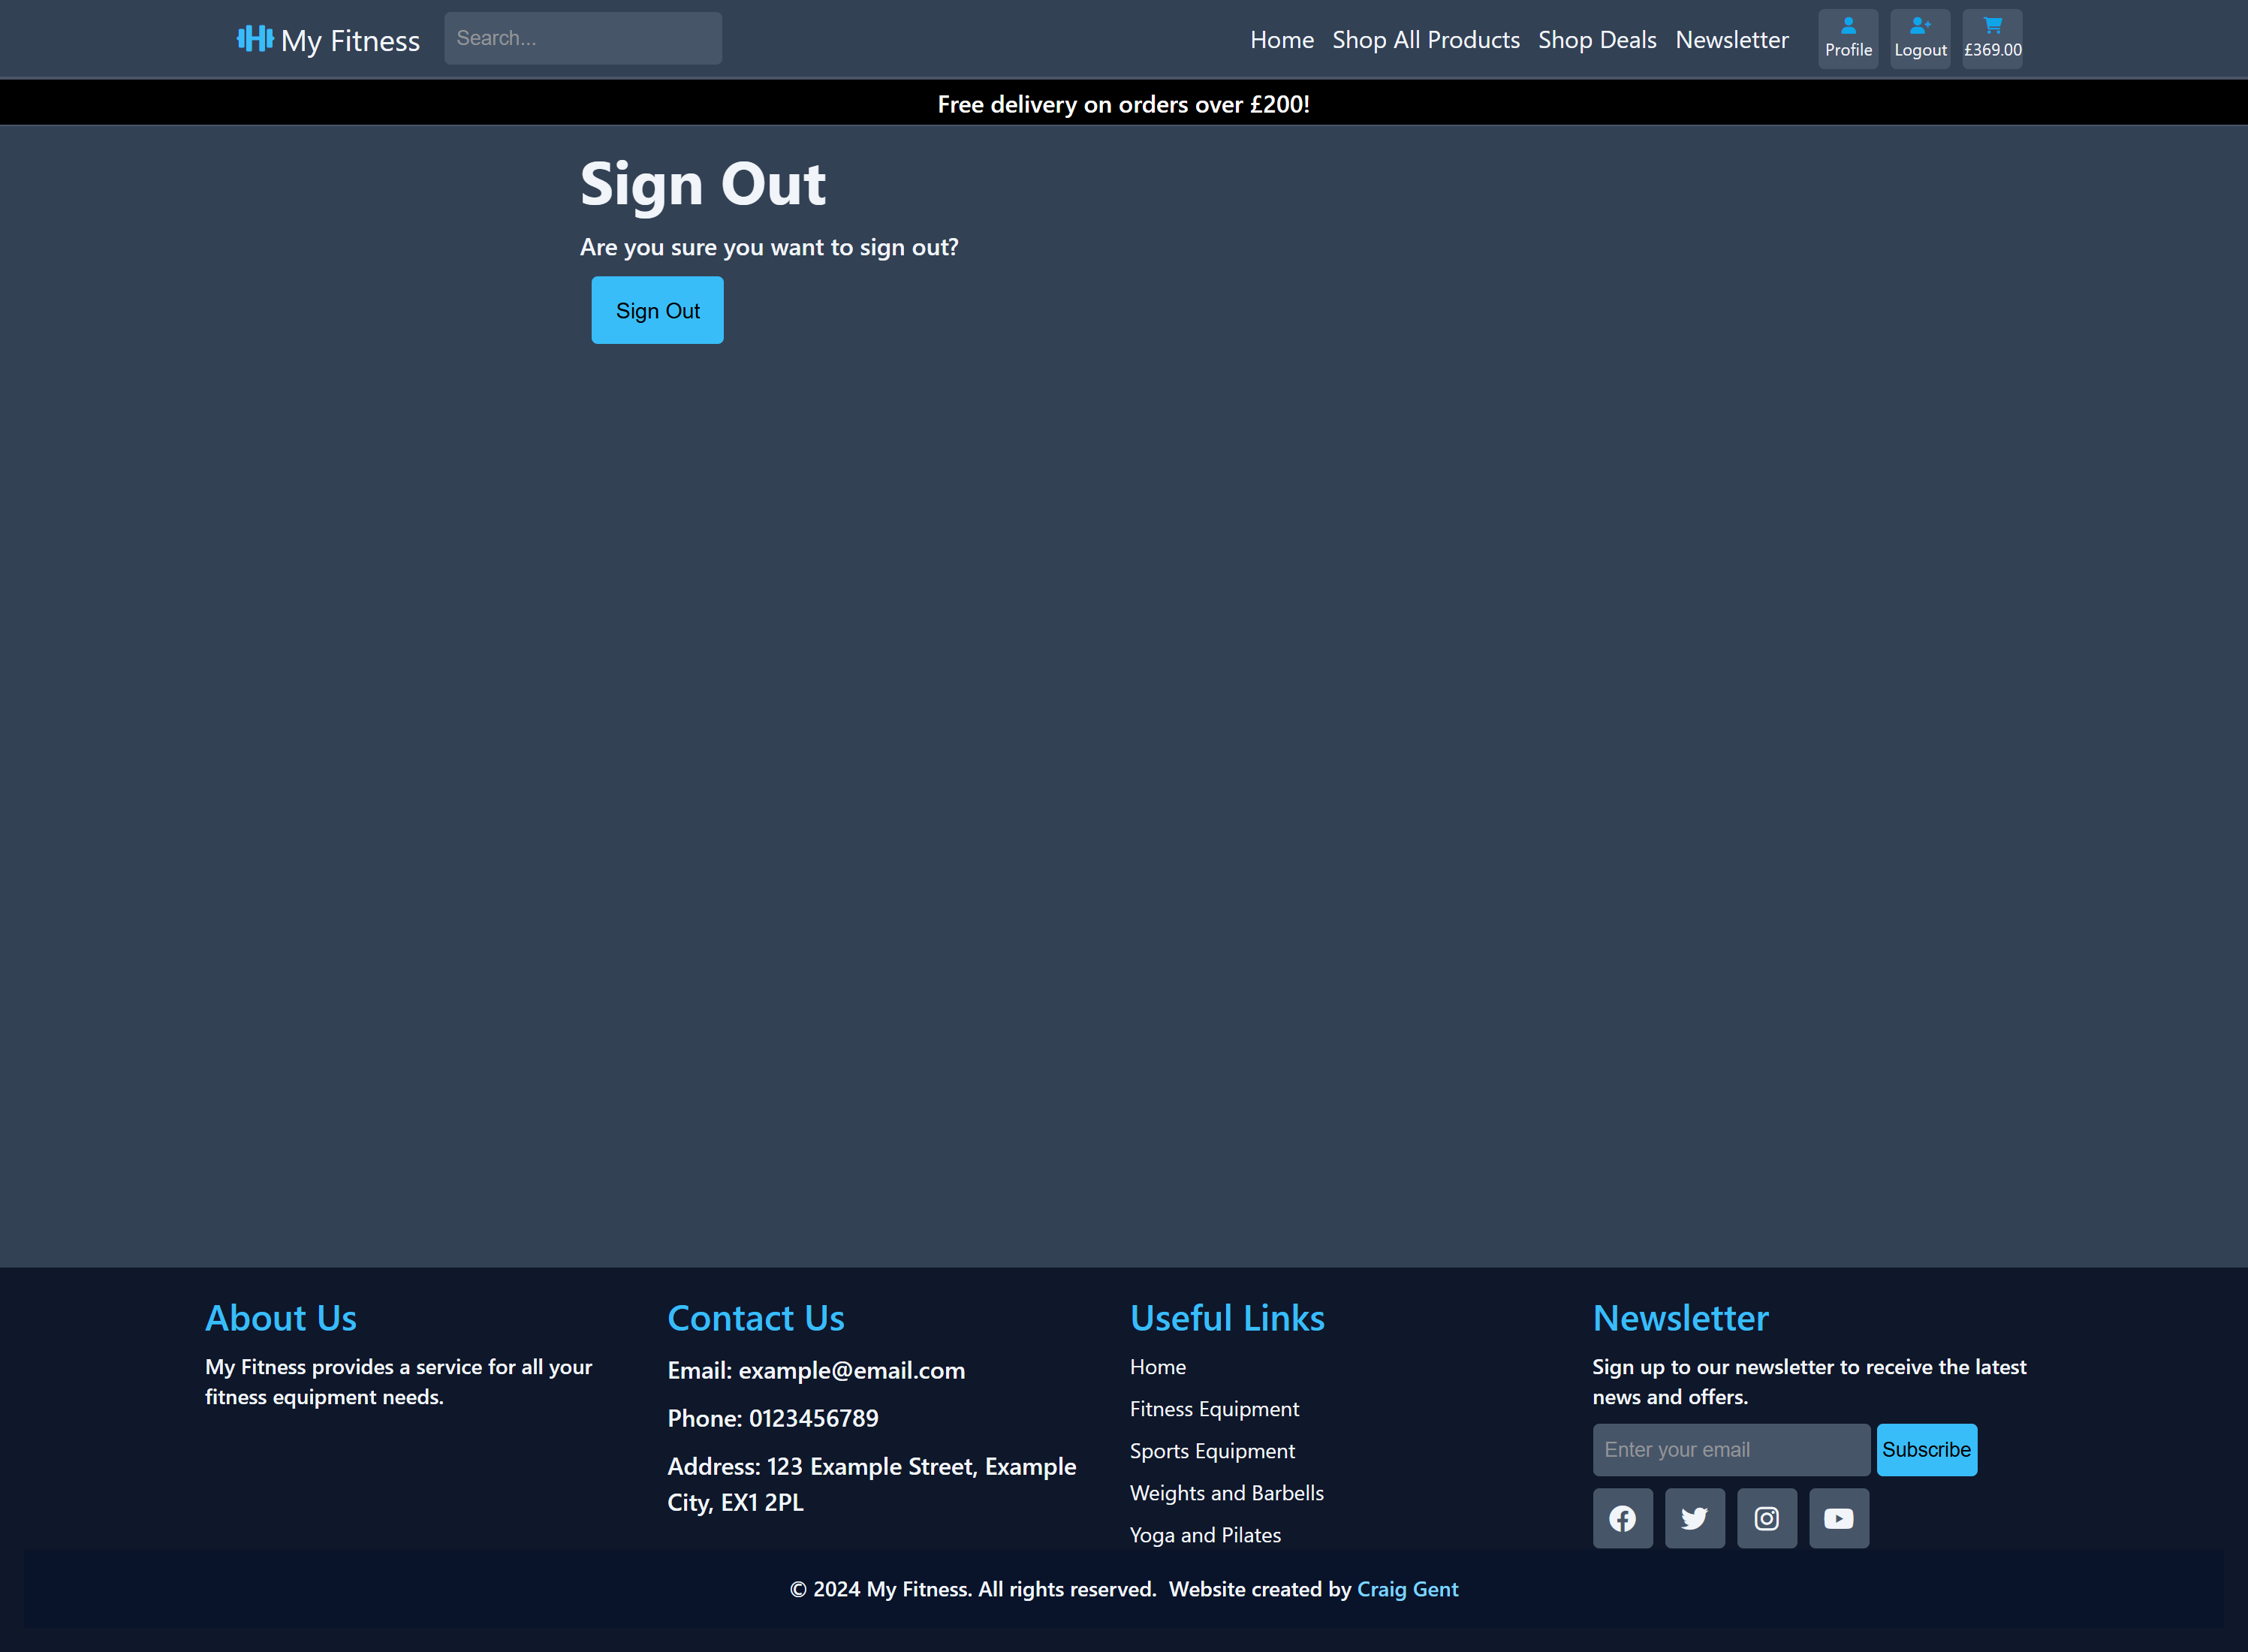 My Fitness
Search...
Home Shop All Products Shop Deals Newsletter
Profile
Logout
£369.00
Free delivery on orders over £200!
Sign Out
Are you sure you want to sign out?
Sign Out
About Us
My Fitness provides a service for all your
fitness equipment needs.
Contact Us
Email: example@email.com
Phone: 0123456789
Address: 123 Example Street, Example
City, EX1 2PL
Useful Links
Home
Fitness Equipment
Sports Equipment
Weights and Barbells
Yoga and Pilates
Newsletter
Sign up to our newsletter to receive the latest
news and offers.
Enter your email
Subscribe
© 2024 My Fitness. All rights reserved. Website created by Craig Gent